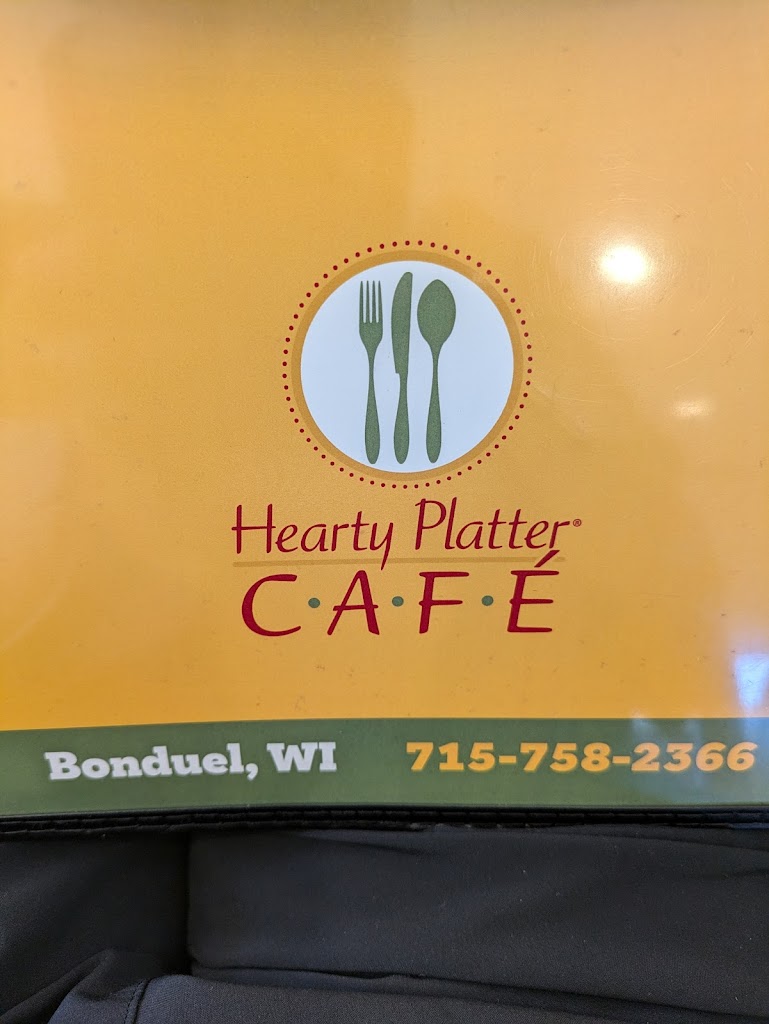 Hearty Platter®
C·A·F·É
Bonduel, WI 715-758-2366